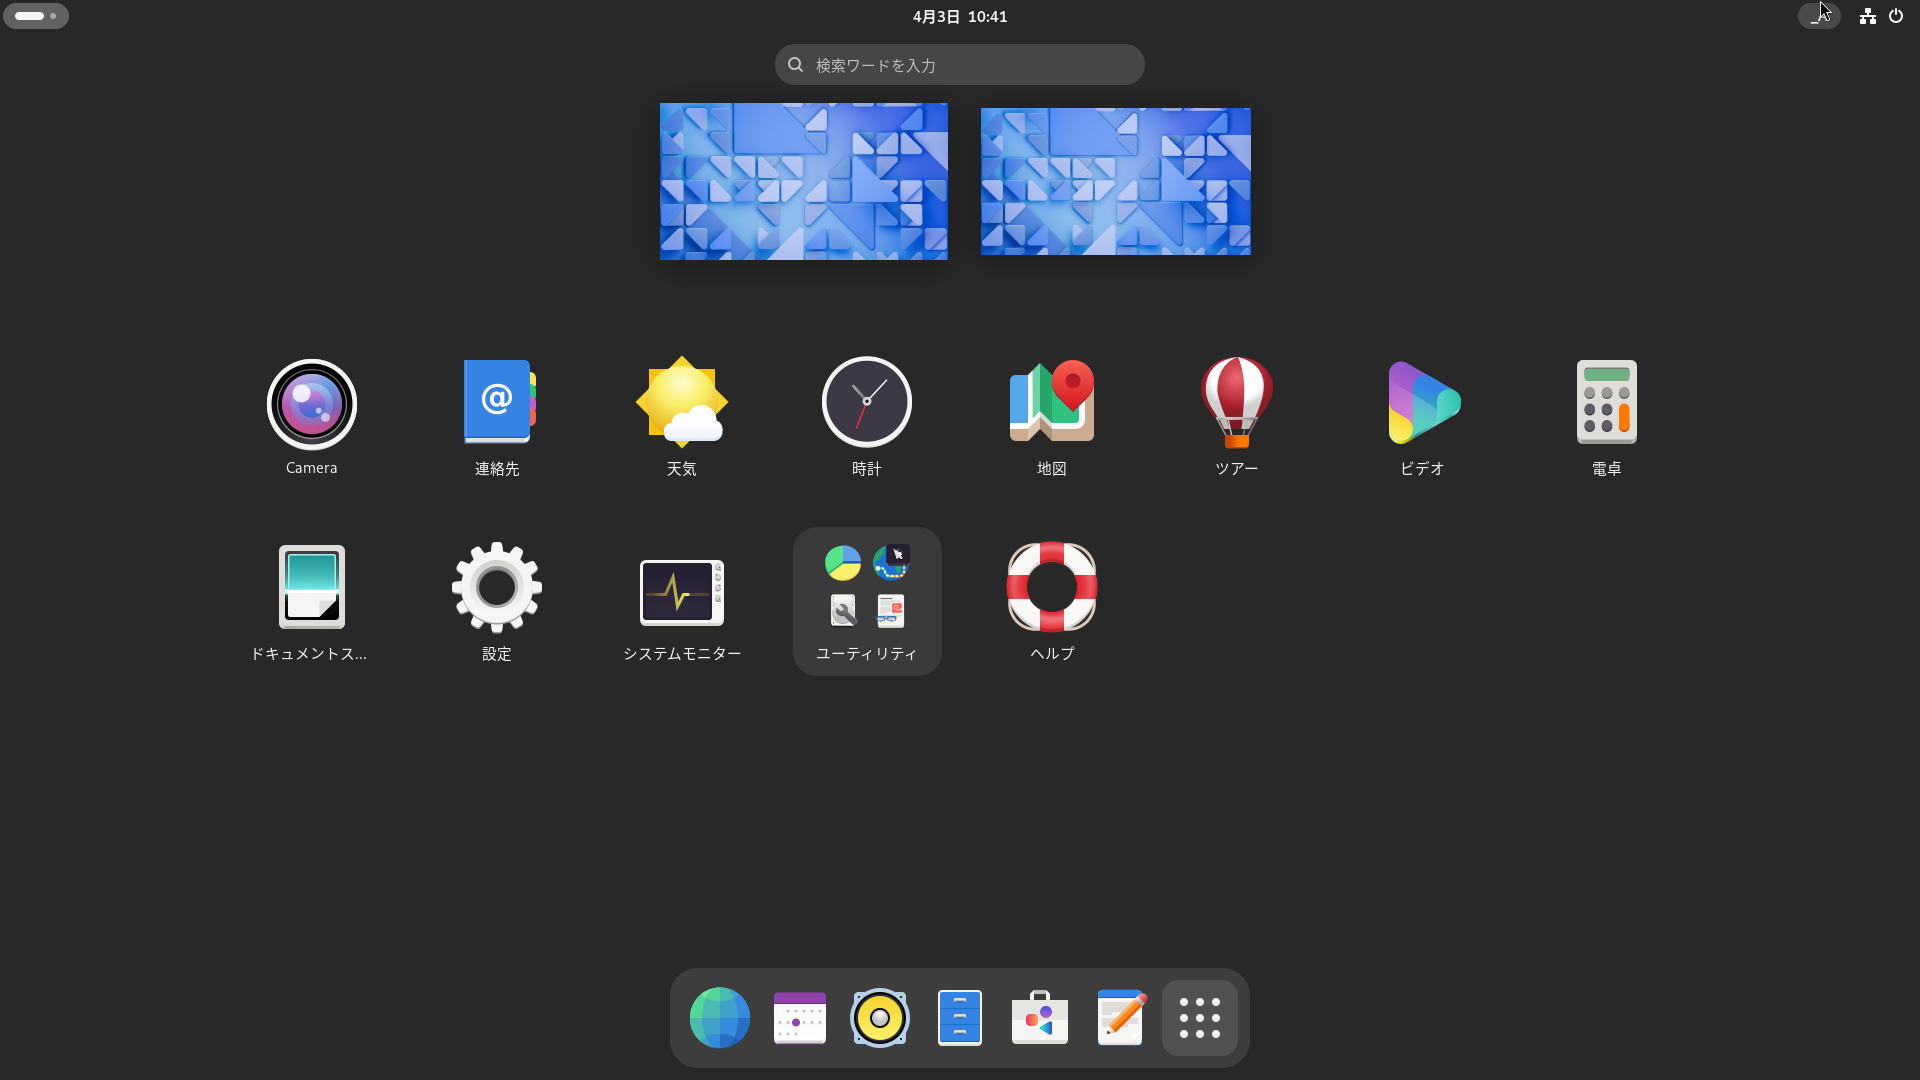 4月3日 10:41
検索ワードを入力
Camera
連絡先
天気
時計
地図
ツアー
ビデオ
電卓
ドキュメントス...
設定
システムモニター
ユーティリティ
ヘルプ